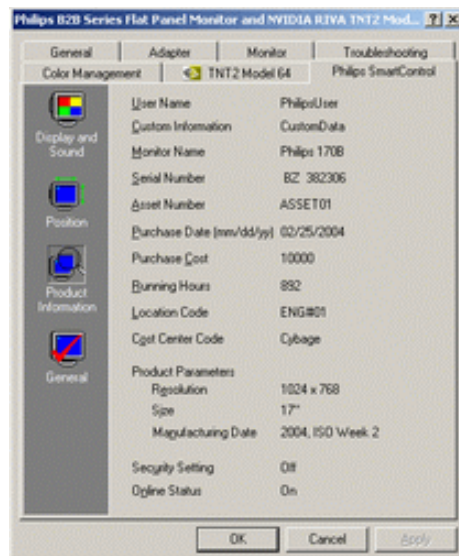 Philips B2B Series Flat Panel Monitor and NVIDIA RIVA TNT2 Mod... ? X
General Adapter Monitor Troubleshooting
Color Management TNT2 Model 64 Philips SmartControl
Display and Sound
Position
Product Information
General
User Name PhilipsUser
Custom Information CustomData
Monitor Name Philips 170B
Serial Number BZ 382306
Asset Number ASSET01
Purchase Date (mm/dd/yy) 02/25/2004
Purchase Cost 10000
Running Hours 892
Location Code ENG#01
Cost Center Code Cybage
Product Parameters
Resolution 1024 x 768
Size 17"
Manufacturing Date 2004, ISO Week 2
Security Setting Off
Online Status On
OK Cancel Apply